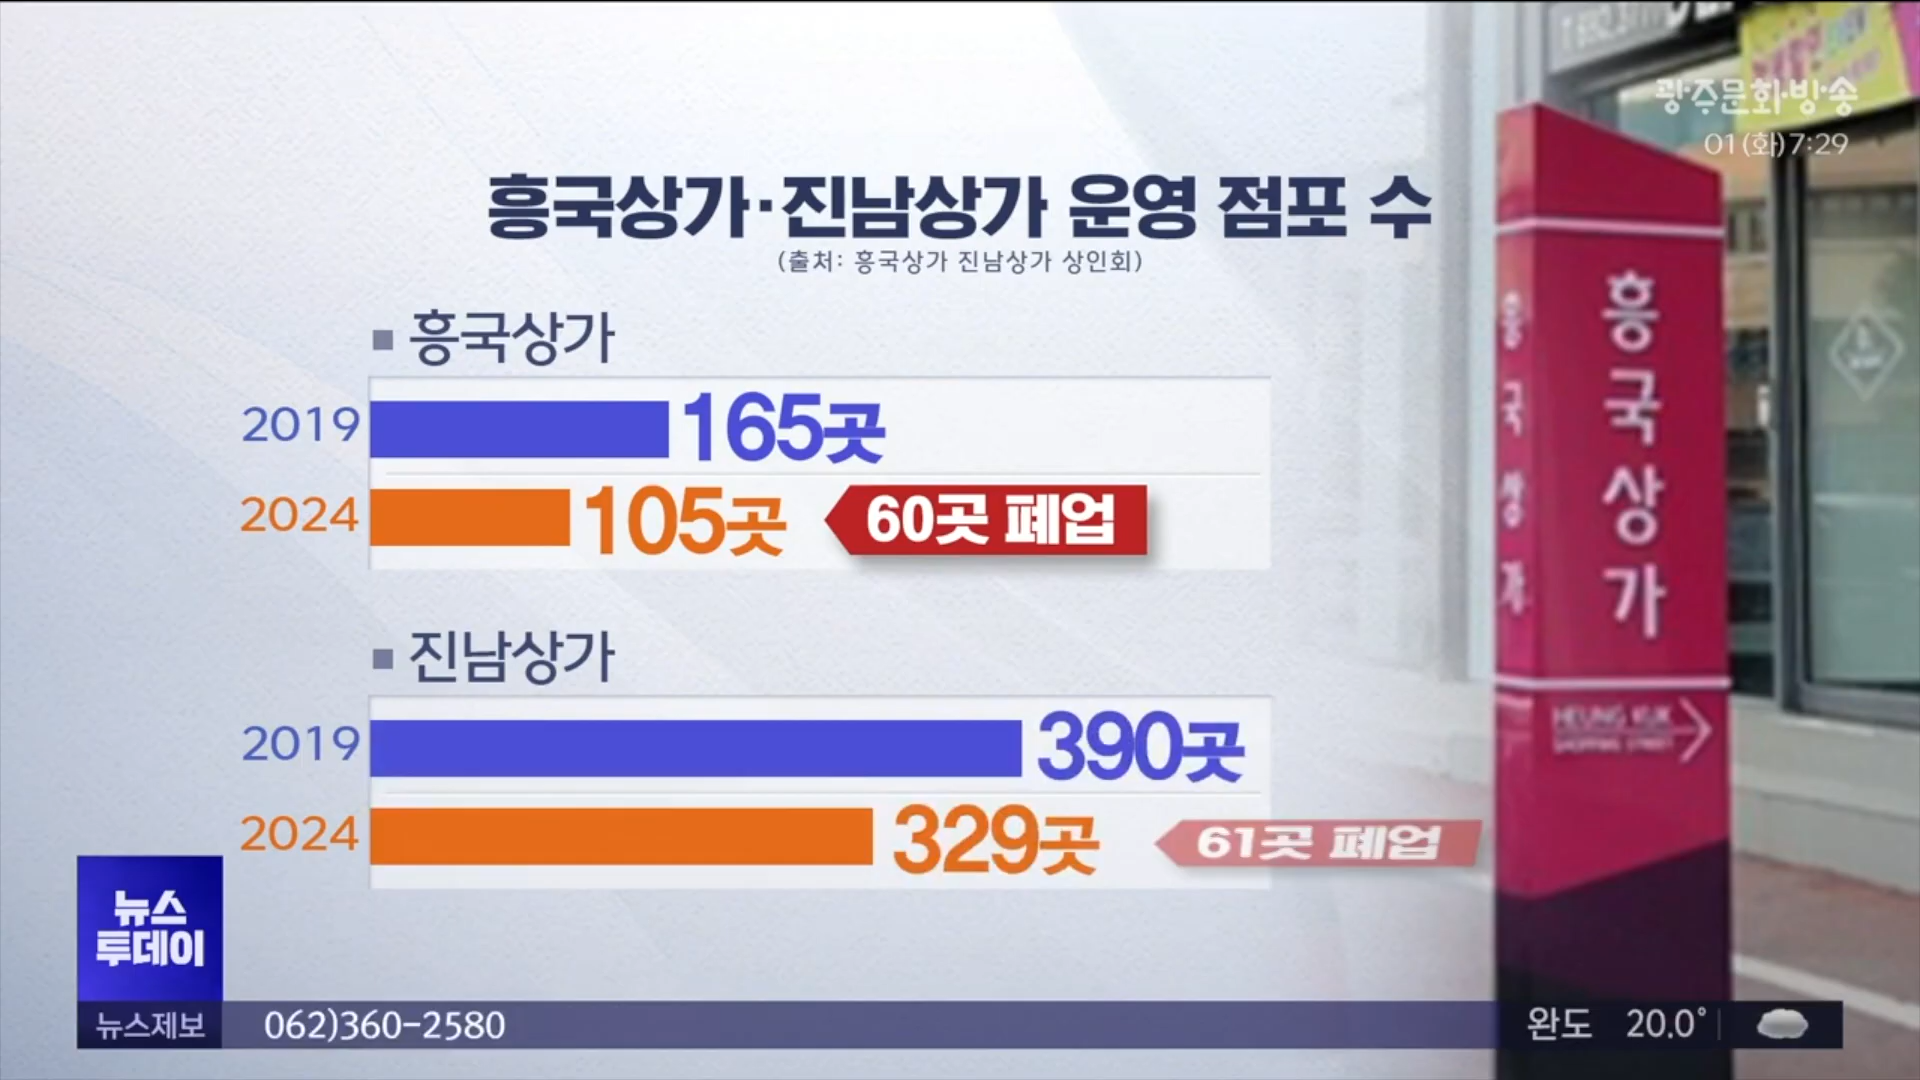 광주문화방송
01(화)7:29
흥국상가·진남상가 운영 점포 수
(출처: 흥국상가 진남상가 상인회)
흥국상가
2019 165곳
2024 105곳 60곳 폐업
진남상가
2019 390곳
2024 329곳 61곳 폐업
흥국상가
흥국상가
HEUNG KUK
SHOPPING STREET
뉴스
투데이
뉴스제보 062)360-2580
완도 20.0°